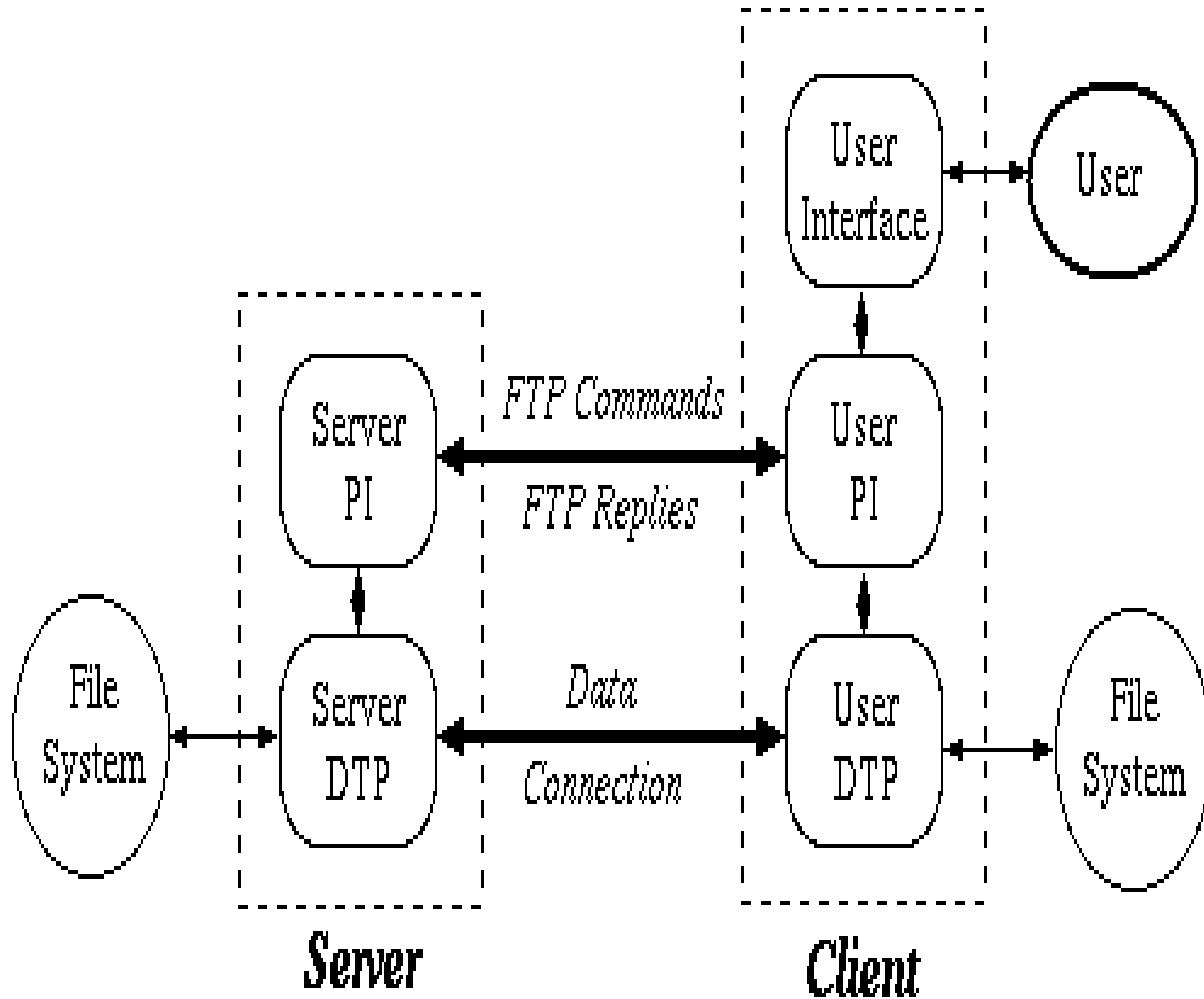 User
Interface
User
Server
PI
FTP Commands
FTP Replies
User
PI
File
System
Server
DTP
Data
Connection
User
DTP
File
System
Server
Client